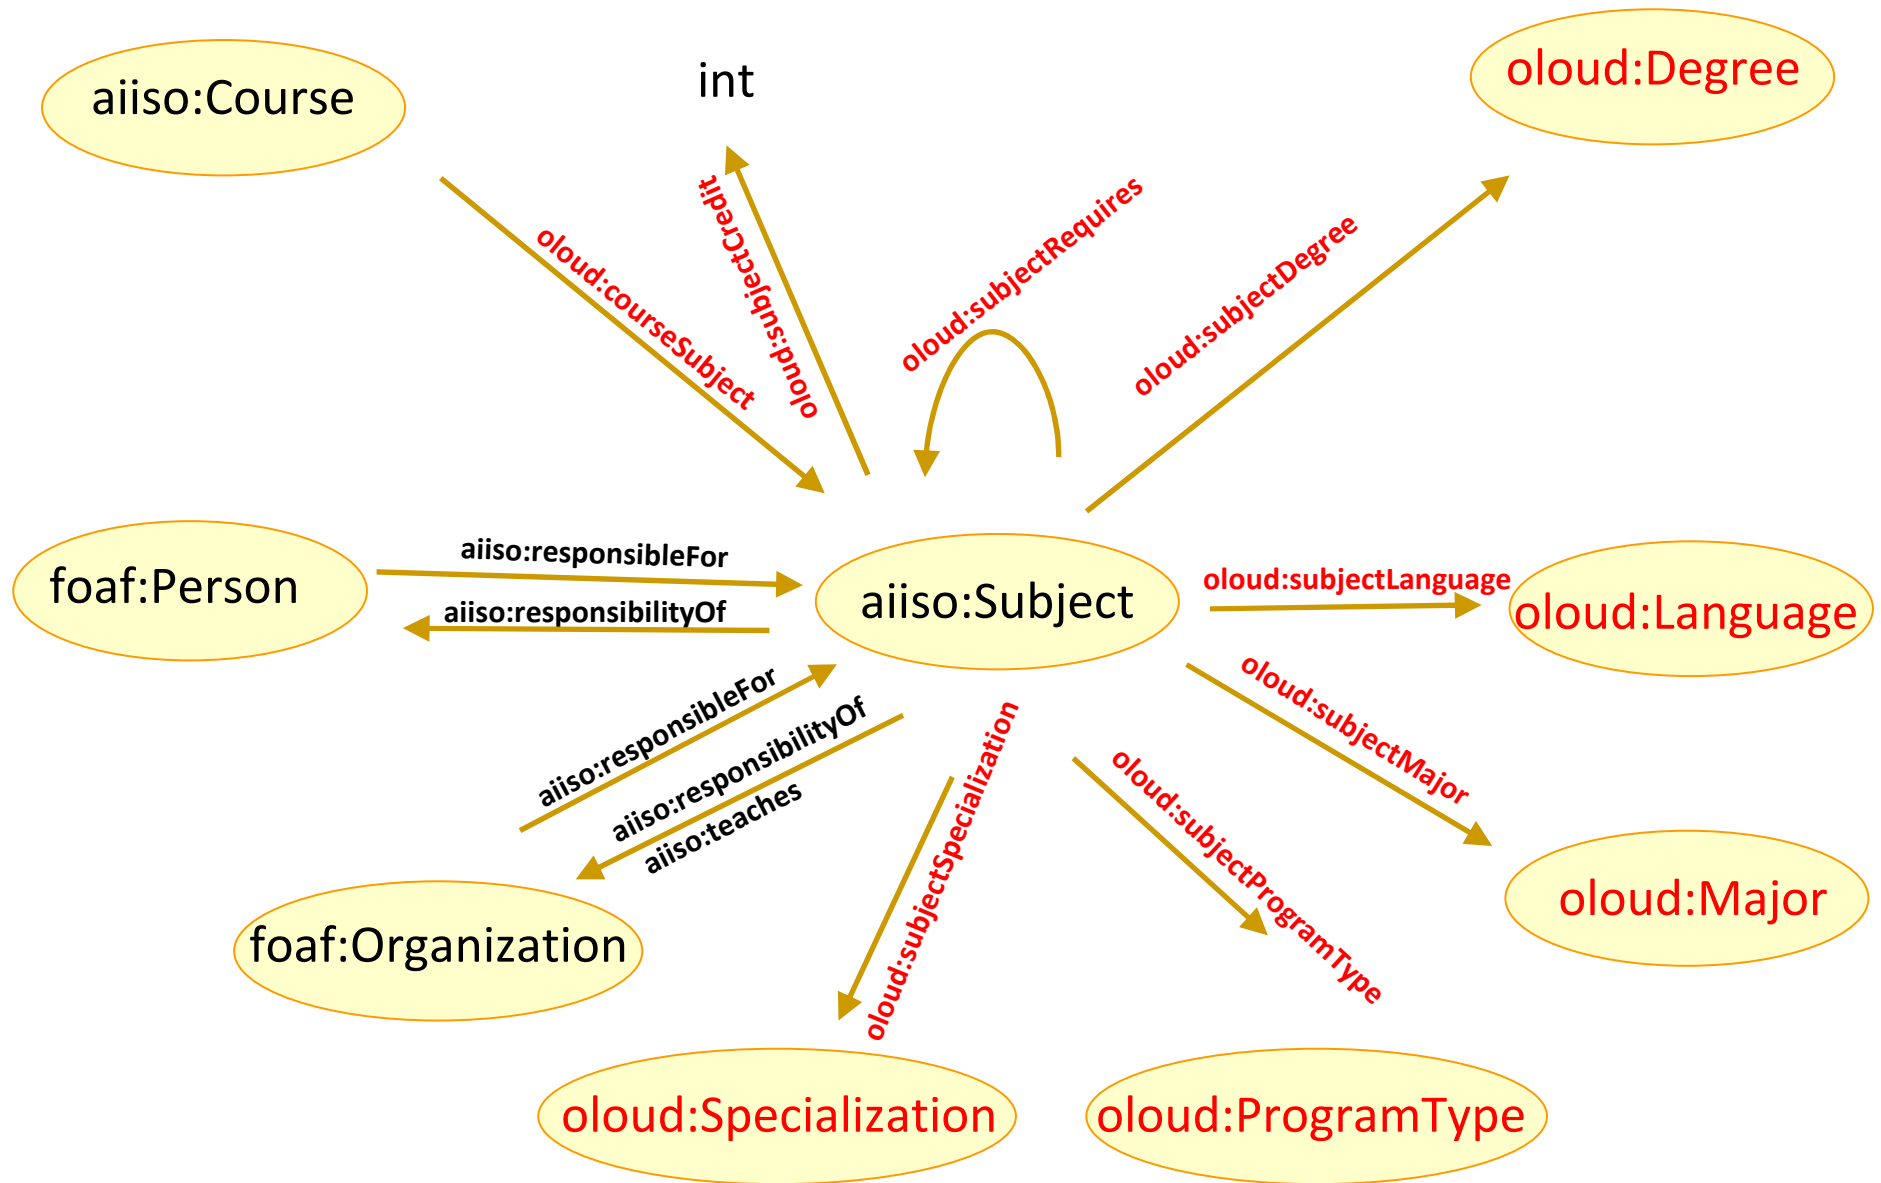 aiiso:Course
int
oloud:Degree
oloud:courseSubject
oloud:subjectCredit
oloud:subjectRequires
oloud:subjectDegree
foaf:Person
aiiso:responsibleFor
aiiso:responsibilityOf
aiiso:Subject
oloud:subjectLanguage
oloud:Language
aiiso:responsibleFor
aiiso:responsibilityOf
aiiso:teaches
oloud:subjectSpecialization
oloud:subjectProgramType
oloud:subjectMajor
oloud:Major
foaf:Organization
oloud:Specialization
oloud:ProgramType